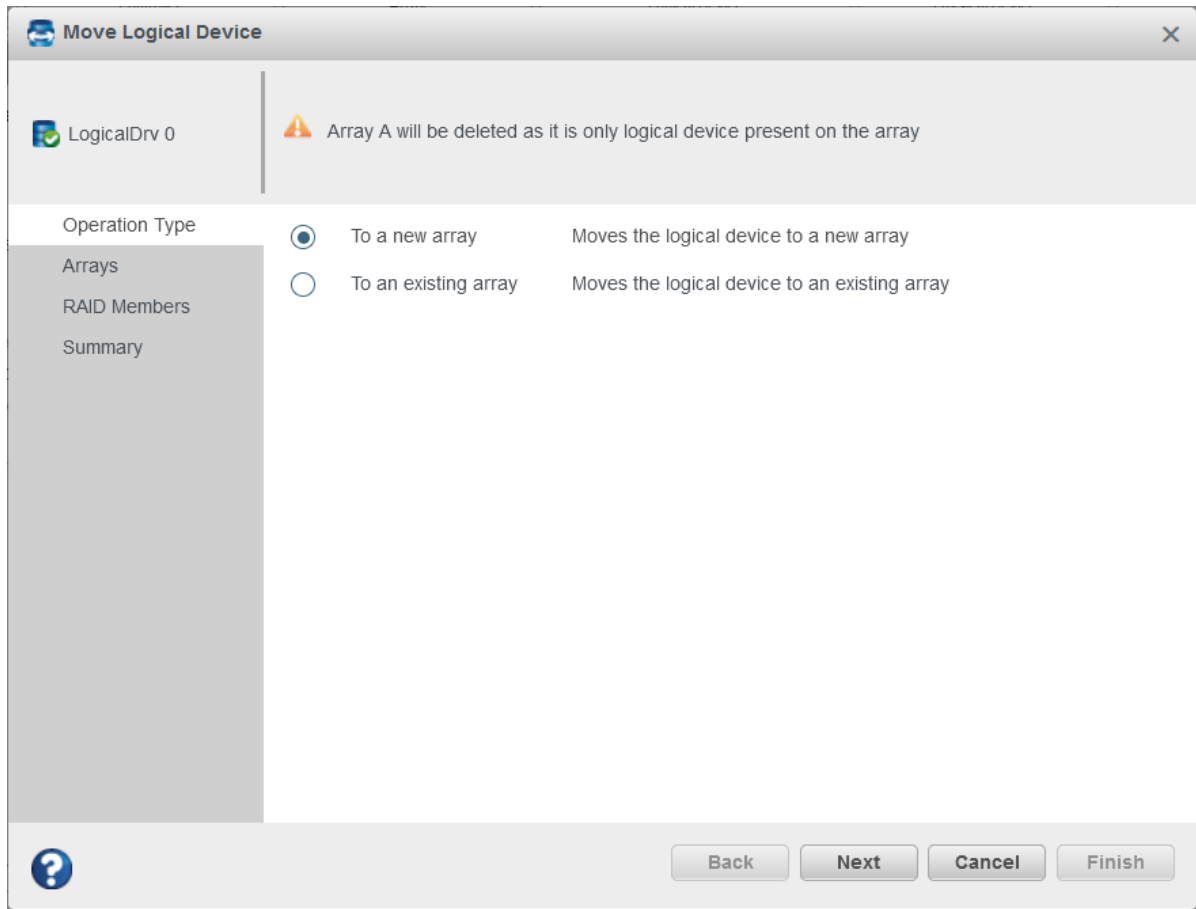 Move Logical Device
LogicalDrv 0
Array A will be deleted as it is only logical device present on the array
Operation Type
Arrays
RAID Members
Summary
To a new array Moves the logical device to a new array
To an existing array Moves the logical device to an existing array
? Back Next Cancel Finish